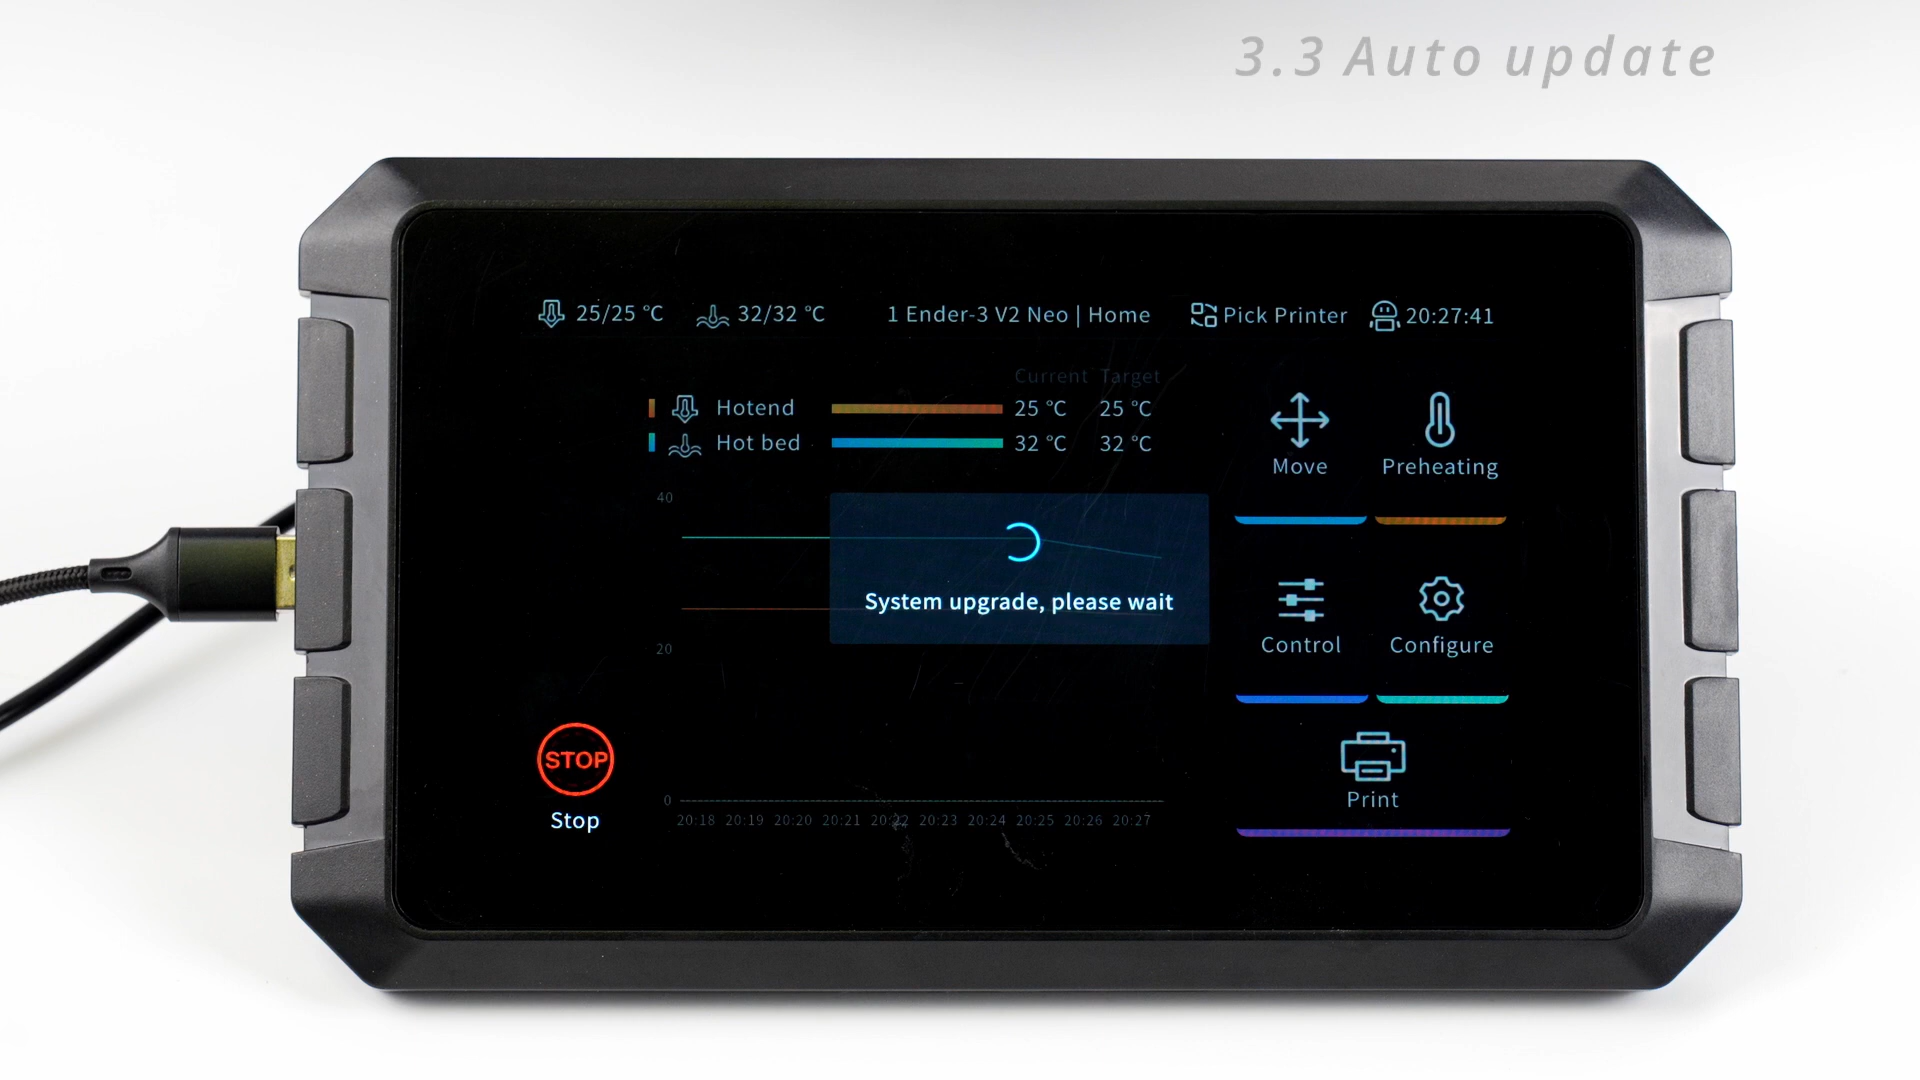 3.3 Auto update
25/25 °C 32/32 °C 1 Ender-3 V2 Neo | Home Pick Printer 20:27:41
Current Target
Hotend 25 °C 25 °C
Hot bed 32 °C 32 °C
Move Preheating
40
System upgrade, please wait
Control Configure
20
STOP
Stop
Print
0
20:18 20:19 20:20 20:21 20:22 20:23 20:24 20:25 20:26 20:27